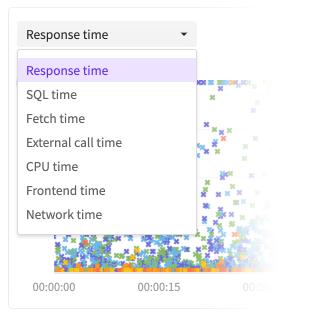 Response time
Response time
SQL time
Fetch time
External call time
CPU time
Frontend time
Network time
00:00:00 00:00:15